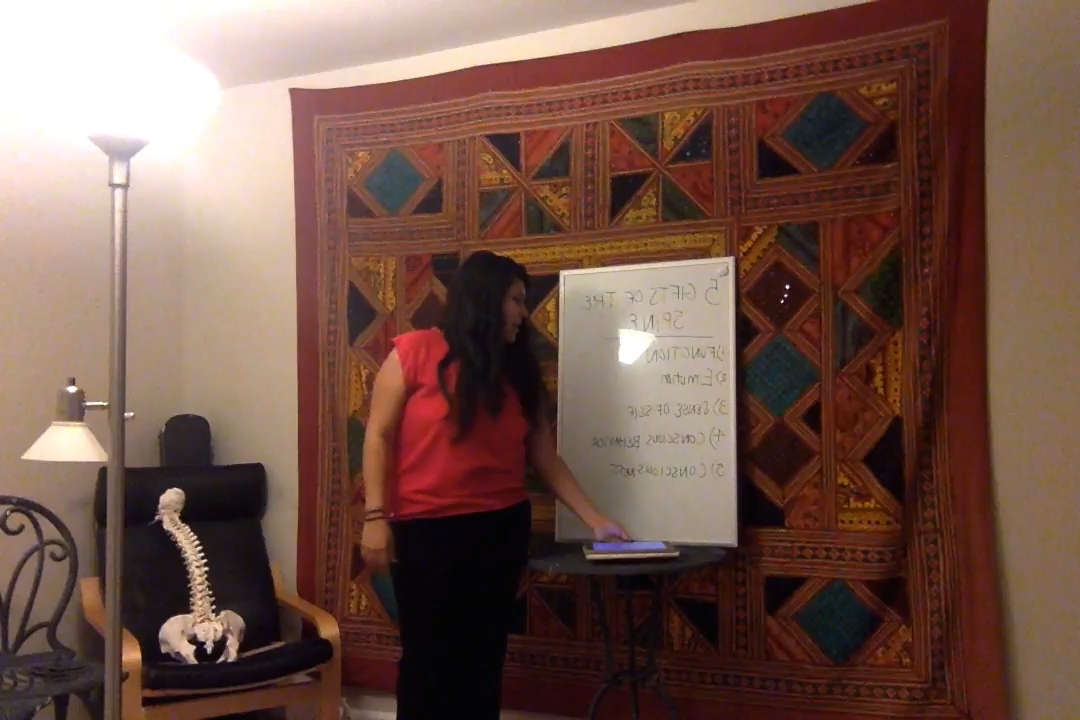 5 GIFTS OF THE
SPINE
1) FUNCTION
2) Emotion
3) SENSE OF SELF
4) CONSCIOUS BEHAVIOR
5) CONSCIOUSNESS